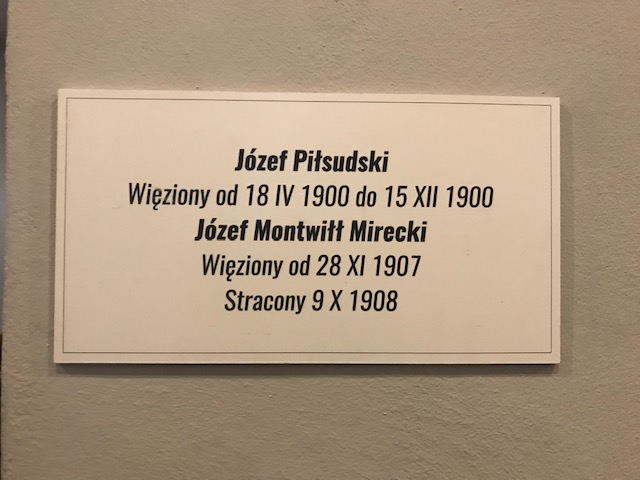 Józef Piłsudski
Więziony od 18 IV 1900 do 15 XII 1900
Józef Montwiłł Mirecki
Więziony od 28 XI 1907
Stracony 9 X 1908